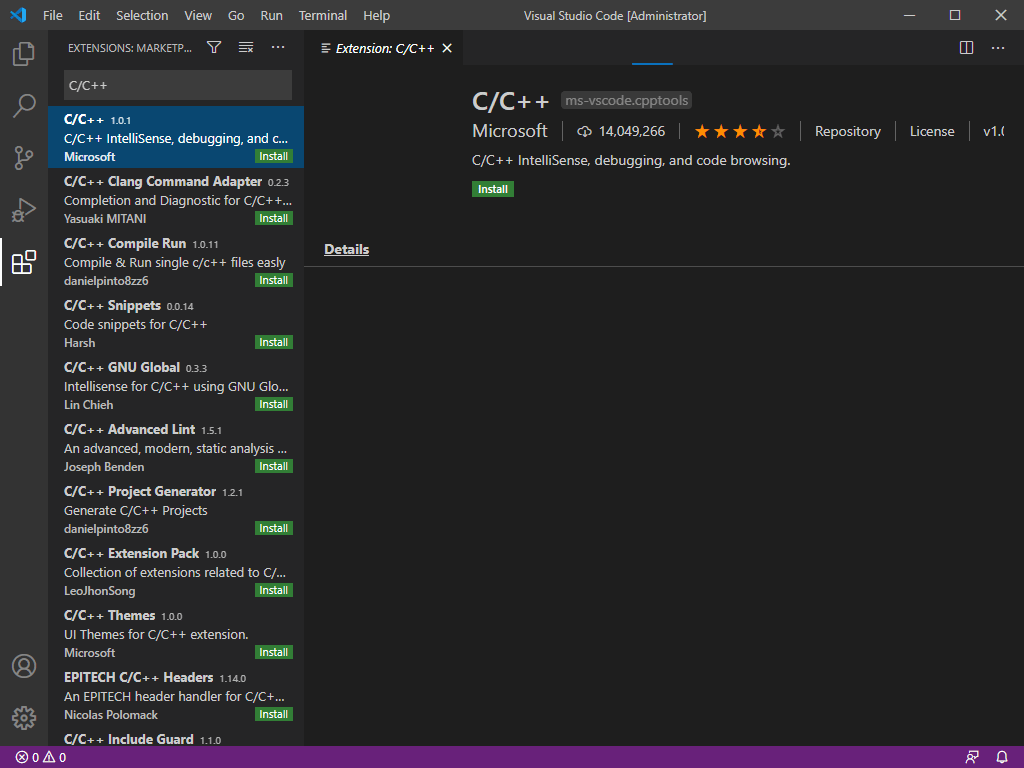 File Edit Selection View Go Run Terminal Help Visual Studio Code [Administrator]
EXTENSIONS: MARKETP...
Extension: C/C++
C/C++
C/C++ 1.0.1
C/C++ IntelliSense, debugging, and c...
Microsoft Install
C/C++ Clang Command Adapter 0.2.3
Completion and Diagnostic for C/C++...
Yasuaki MITANI Install
C/C++ Compile Run 1.0.11
Compile & Run single c/c++ files easly
danielpinto8zz6 Install
C/C++ Snippets 0.0.14
Code snippets for C/C++
Harsh Install
C/C++ GNU Global 0.3.3
Intellisense for C/C++ using GNU Glo...
Lin Chieh Install
C/C++ Advanced Lint 1.5.1
An advanced, modern, static analysis ...
Joseph Benden Install
C/C++ Project Generator 1.2.1
Generate C/C++ Projects
danielpinto8zz6 Install
C/C++ Extension Pack 1.0.0
Collection of extensions related to C/...
LeoJhonSong Install
C/C++ Themes 1.0.0
UI Themes for C/C++ extension.
Microsoft Install
EPITECH C/C++ Headers 1.14.0
An EPITECH header handler for C/C+...
Nicolas Polomack Install
C/C++ Include Guard 1.1.0
C/C++ ms-vscode.cpptools
Microsoft 14,049,266 Repository License v1.0
C/C++ IntelliSense, debugging, and code browsing.
Install
Details
0 0